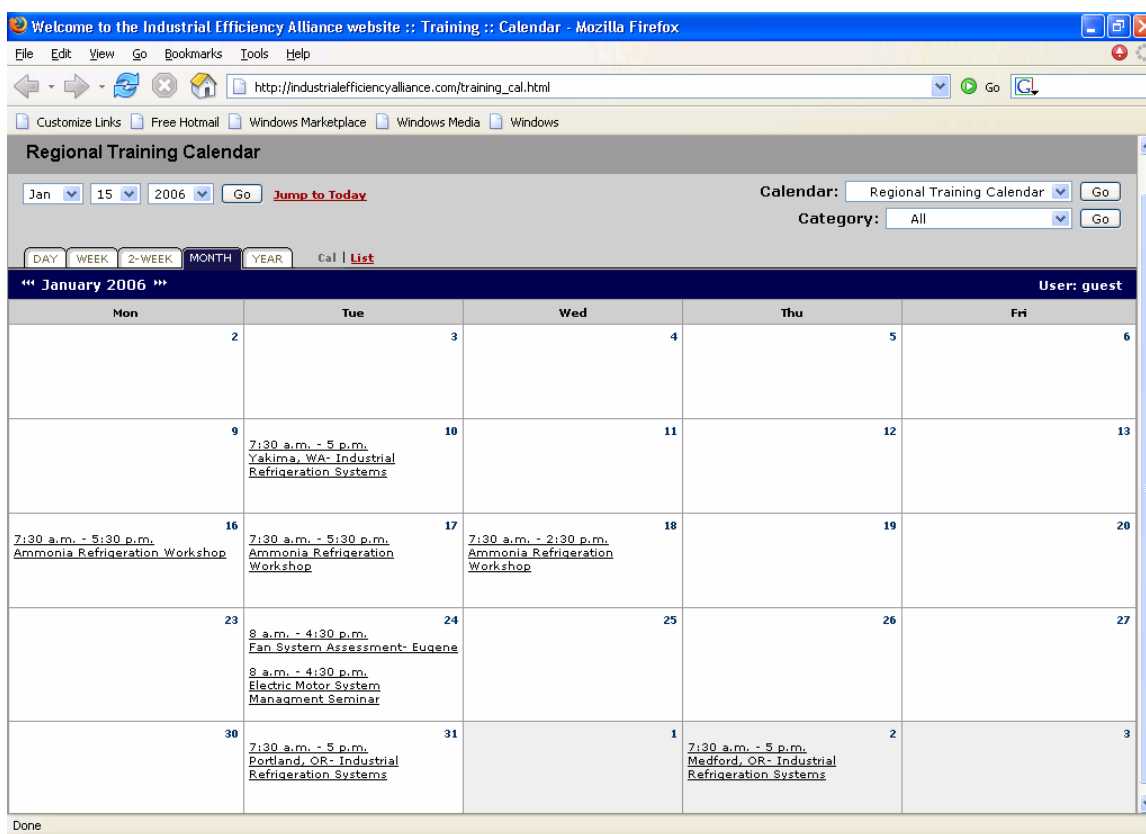 Welcome to the Industrial Efficiency Alliance website :: Training :: Calendar - Mozilla Firefox
File Edit View Go Bookmarks Tools Help
http://industrialefficiencyalliance.com/training_cal.html Go G
Customize Links Free Hotmail Windows Marketplace Windows Media Windows
Regional Training Calendar
Jan 15 2006 Go Jump to Today Calendar: Regional Training Calendar Go
Category: All Go
DAY WEEK 2-WEEK MONTH YEAR Cal | List
January 2006 User: guest
Mon Tue Wed Thu Fri
2 3 4 5 6
9 10 11 12 13
7:30 a.m. - 5 p.m.
Yakima, WA- Industrial
Refrigeration Systems
16 17 18 19 20
7:30 a.m. - 5:30 p.m. 7:30 a.m. - 5:30 p.m. 7:30 a.m. - 2:30 p.m.
Ammonia Refrigeration Workshop Ammonia Refrigeration Ammonia Refrigeration
Workshop Workshop
23 24 25 26 27
8 a.m. - 4:30 p.m.
Fan System Assessment- Eugene
8 a.m. - 4:30 p.m.
Electric Motor System
Managment Seminar
30 31 1 2 3
7:30 a.m. - 5 p.m. 7:30 a.m. - 5 p.m.
Portland, OR- Industrial Medford, OR- Industrial
Refrigeration Systems Refrigeration Systems
Done